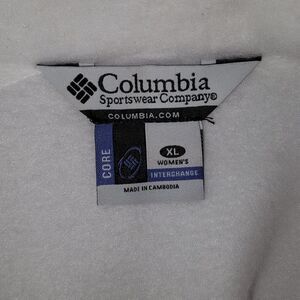 Columbia
Sportswear Company®
COLUMBIA.COM
CORE
XL
WOMEN'S
INTERCHANGE
MADE IN CAMBODIA